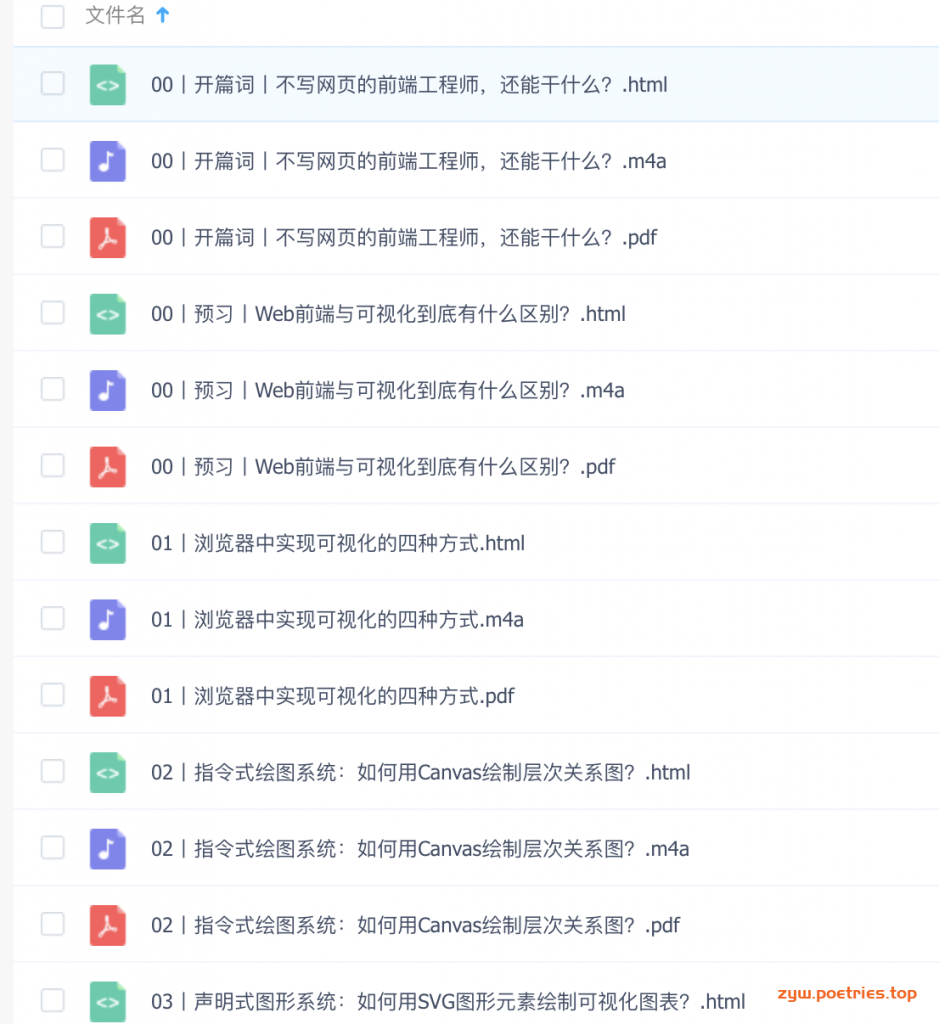 文件名
00丨开篇词丨不写网页的前端工程师，还能干什么？.html
00丨开篇词丨不写网页的前端工程师，还能干什么？.m4a
00丨开篇词丨不写网页的前端工程师，还能干什么？.pdf
00丨预习丨Web前端与可视化到底有什么区别？.html
00丨预习丨Web前端与可视化到底有什么区别？.m4a
00丨预习丨Web前端与可视化到底有什么区别？.pdf
01丨浏览器中实现可视化的四种方式.html
01丨浏览器中实现可视化的四种方式.m4a
01丨浏览器中实现可视化的四种方式.pdf
02丨指令式绘图系统：如何用Canvas绘制层次关系图？.html
02丨指令式绘图系统：如何用Canvas绘制层次关系图？.m4a
02丨指令式绘图系统：如何用Canvas绘制层次关系图？.pdf
03丨声明式图形系统：如何用SVG图形元素绘制可视化图表？.html
zyw.poetries.top